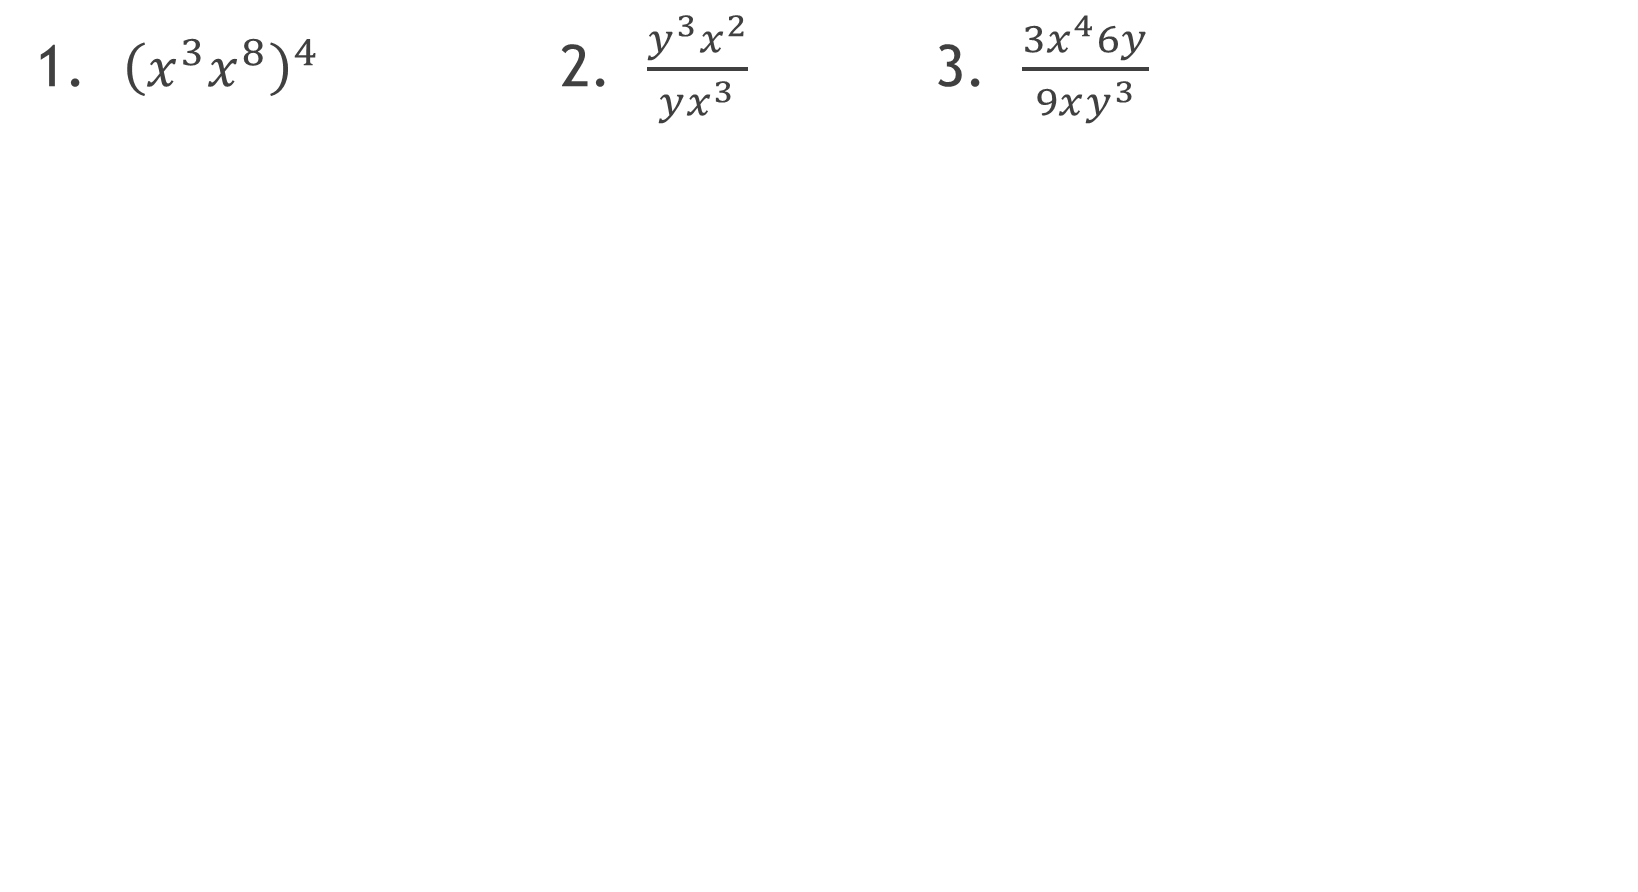 1. (x³x⁸)⁴ 2. y³x²/yx³ 3. 3x⁴6y/9xy³